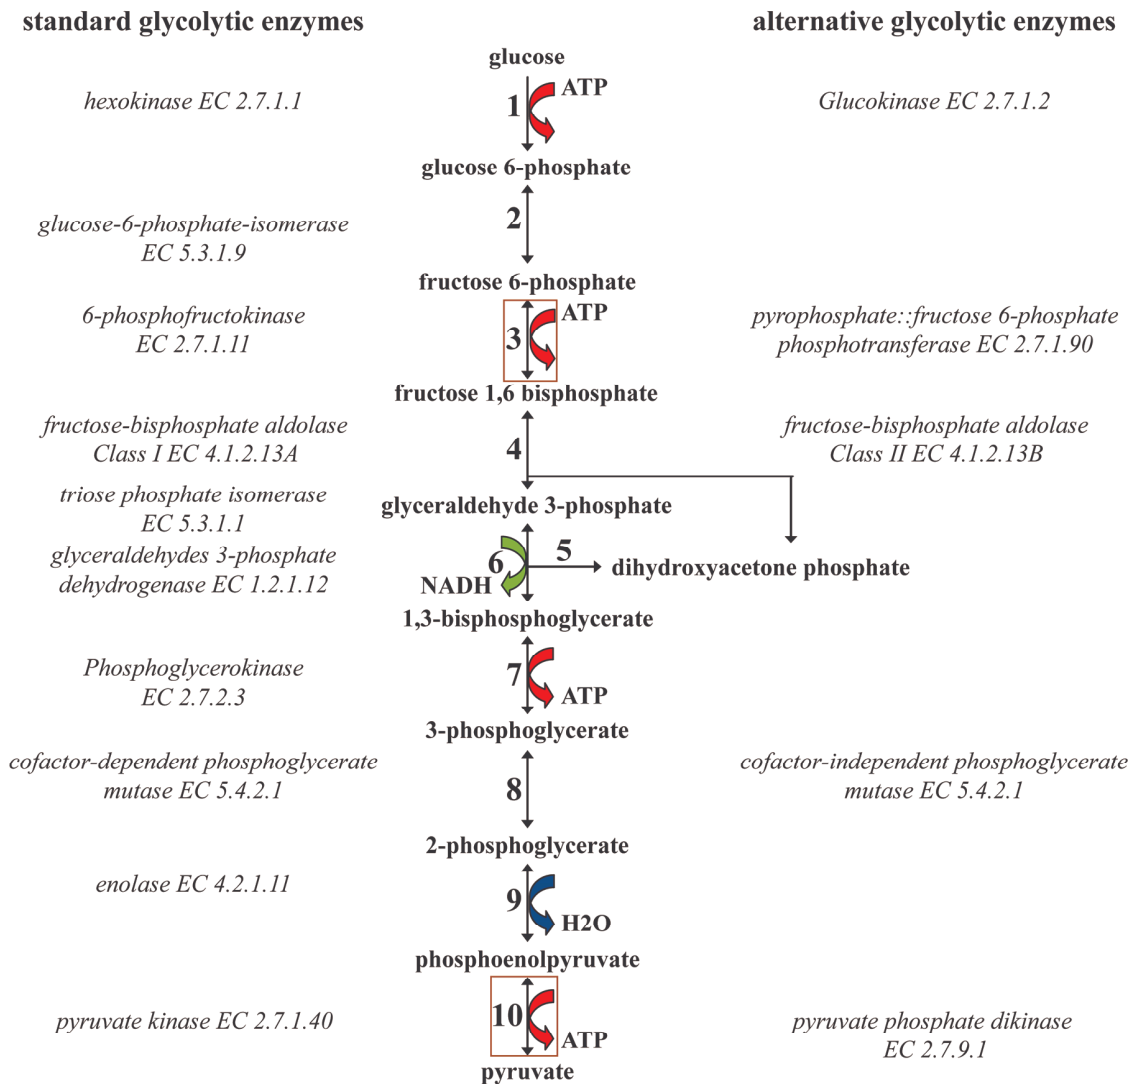 standard glycolytic enzymes
alternative glycolytic enzymes
glucose
hexokinase EC 2.7.1.1
1
ATP
Glucokinase EC 2.7.1.2
glucose 6-phosphate
glucose-6-phosphate-isomerase
EC 5.3.1.9
2
fructose 6-phosphate
6-phosphofructokinase
EC 2.7.1.11
3
ATP
pyrophosphate::fructose 6-phosphate
phosphotransferase EC 2.7.1.90
fructose 1,6 bisphosphate
fructose-bisphosphate aldolase
Class I EC 4.1.2.13A
4
fructose-bisphosphate aldolase
Class II EC 4.1.2.13B
triose phosphate isomerase
EC 5.3.1.1
glyceraldehyde 3-phosphate
glyceraldehydes 3-phosphate
dehydrogenase EC 1.2.1.12
6
5
NADH
dihydroxyacetone phosphate
1,3-bisphosphoglycerate
Phosphoglycerokinase
EC 2.7.2.3
7
ATP
3-phosphoglycerate
cofactor-dependent phosphoglycerate
mutase EC 5.4.2.1
8
cofactor-independent phosphoglycerate
mutase EC 5.4.2.1
2-phosphoglycerate
enolase EC 4.2.1.11
9
H2O
phosphoenolpyruvate
pyruvate kinase EC 2.7.1.40
10
ATP
pyruvate phosphate dikinase
EC 2.7.9.1
pyruvate